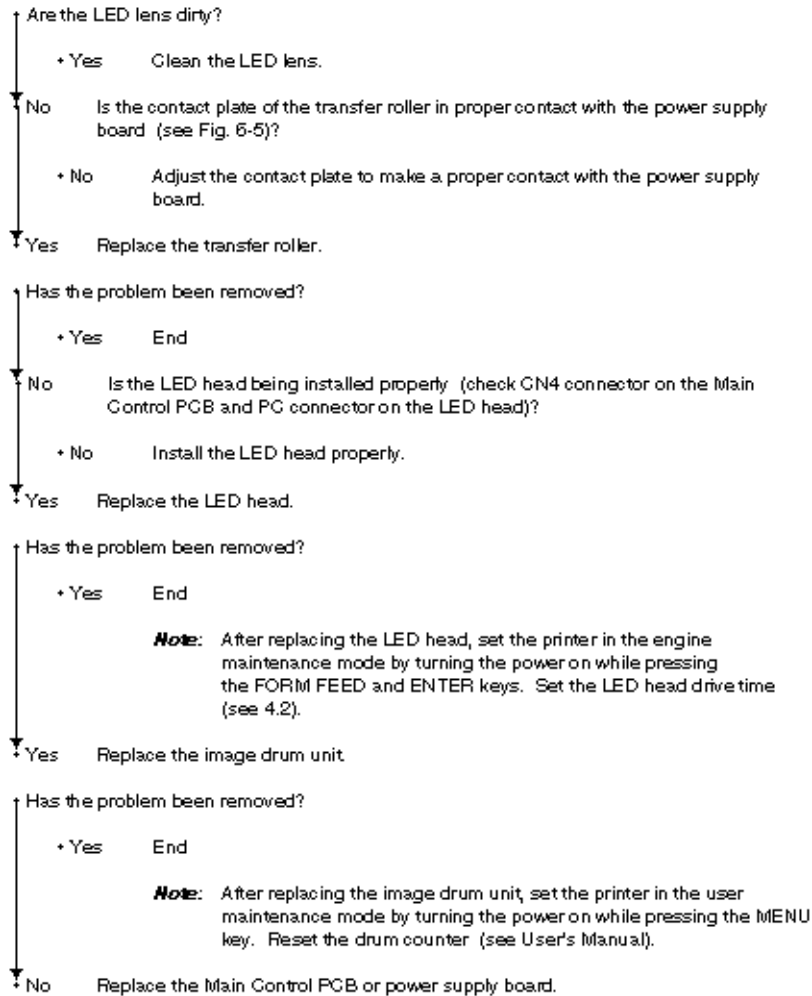 Are the LED lens dirty?
• Yes Clean the LED lens.
No Is the contact plate of the transfer roller in proper contact with the power supply
board (see Fig. 6-5)?
• No Adjust the contact plate to make a proper contact with the power supply
board.
• Yes Replace the transfer roller.
• Has the problem been removed?
• Yes End
• No Is the LED head being installed properly (check CN4 connector on the Main
Control PCB and PC connector on the LED head)?
• No Install the LED head properly.
• Yes Replace the LED head.
• Has the problem been removed?
• Yes End
Note: After replacing the LED head, set the printer in the engine
maintenance mode by turning the power on while pressing
the FORM FEED and ENTER keys. Set the LED head drive time
(see 4.2).
• Yes Replace the image drum unit.
• Has the problem been removed?
• Yes End
Note: After replacing the image drum unit, set the printer in the user
maintenance mode by turning the power on while pressing the MENU
key. Reset the drum counter (see User's Manual).
• No Replace the Main Control PCB or power supply board.